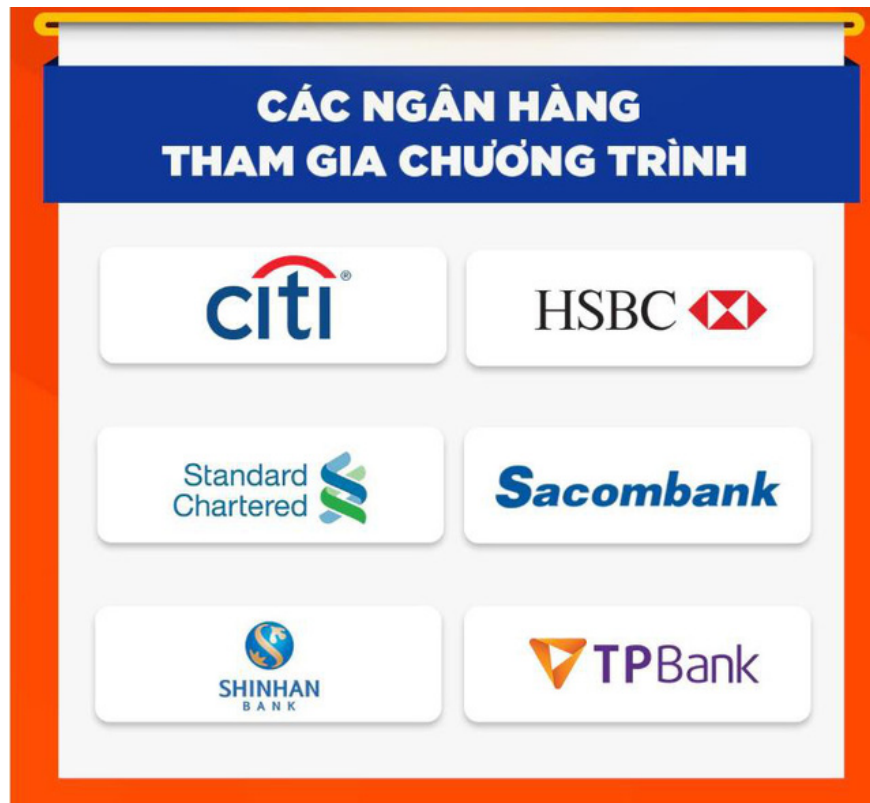 CÁC NGÂN HÀNG
THAM GIA CHƯƠNG TRÌNH
citi®
HSBC
Standard
Chartered
Sacombank
SHINHAN
BANK
TPBank